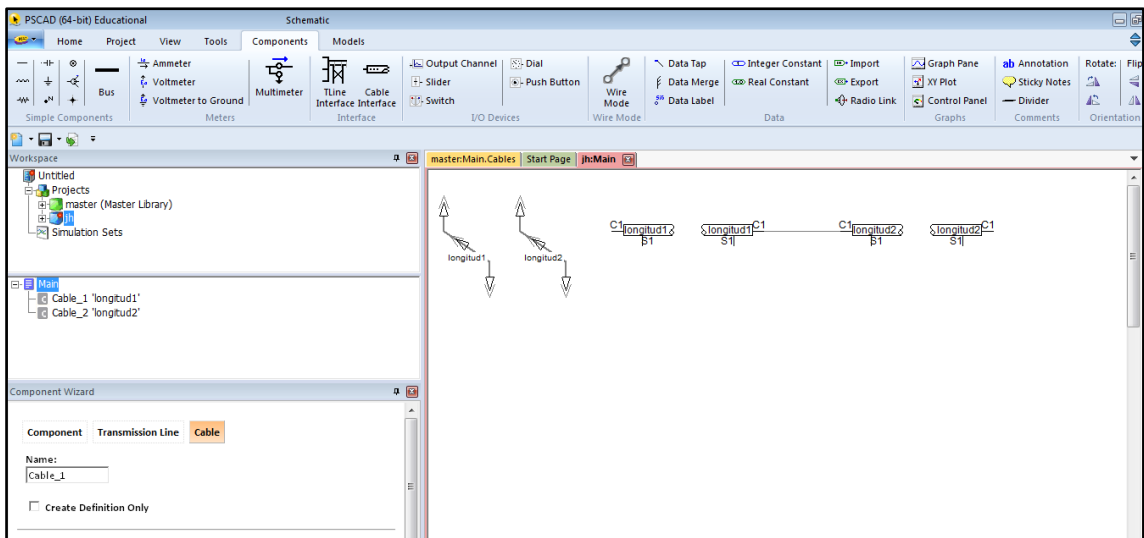 PSCAD (64-bit) Educational Schematic
Home Project View Tools Components Models
Ammeter
Voltmeter
Voltmeter to Ground
Bus
Multimeter
TLine Interface
Cable Interface
Output Channel
Slider
Switch
Dial
Push Button
Wire Mode
Data Tap
Data Merge
Data Label
Integer Constant
Real Constant
Import
Export
Radio Link
Graph Pane
XY Plot
Control Panel
ab Annotation
Sticky Notes
Divider
Rotate: Flip
Simple Components Meters Interface I/O Devices Wire Mode Data Graphs Comments Orientation
Workspace
Untitled
Projects
master (Master Library)
jh
Simulation Sets
Main
Cable_1 'longitud1'
Cable_2 'longitud2'
Component Wizard
Component Transmission Line Cable
Name:
Cable_1
Create Definition Only
master:Main.Cables Start Page jh:Main
C1 longitud1 longitud1 C1 C1 longitud2 longitud2 C1
S1 S1 S1 S1
longitud1 longitud2